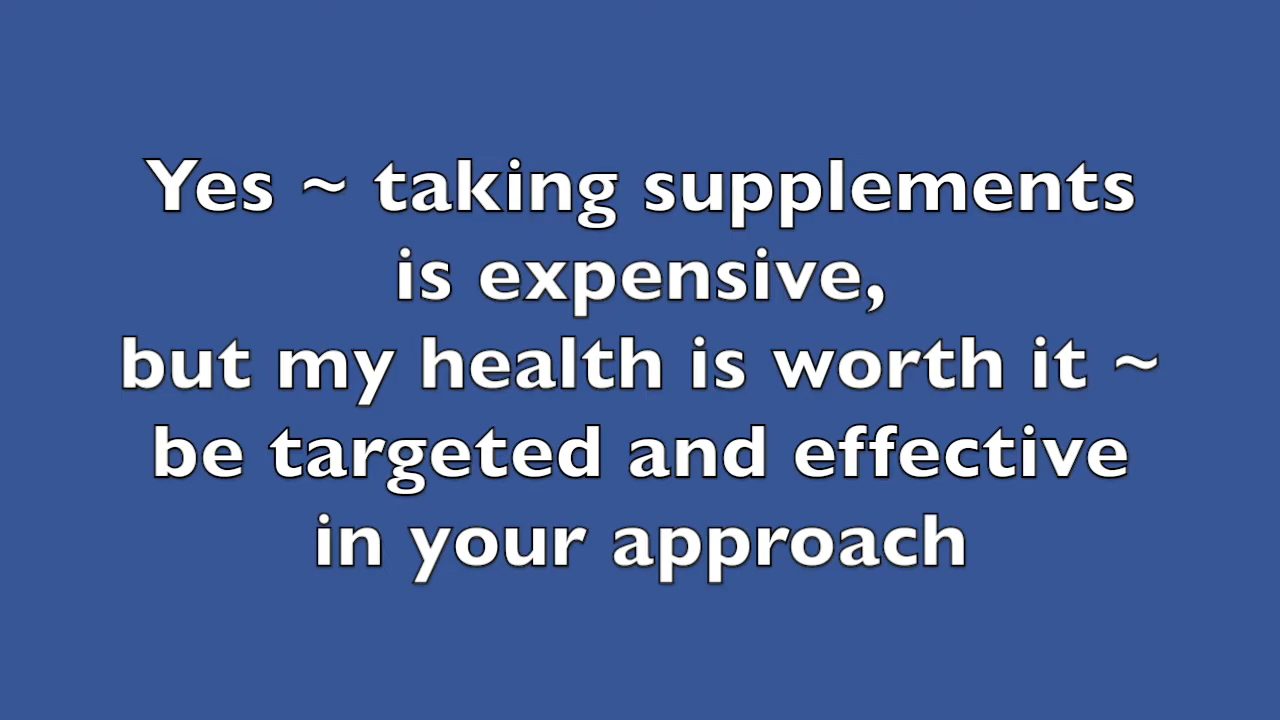 Yes ~ taking supplements
is expensive,
but my health is worth it ~
be targeted and effective
in your approach